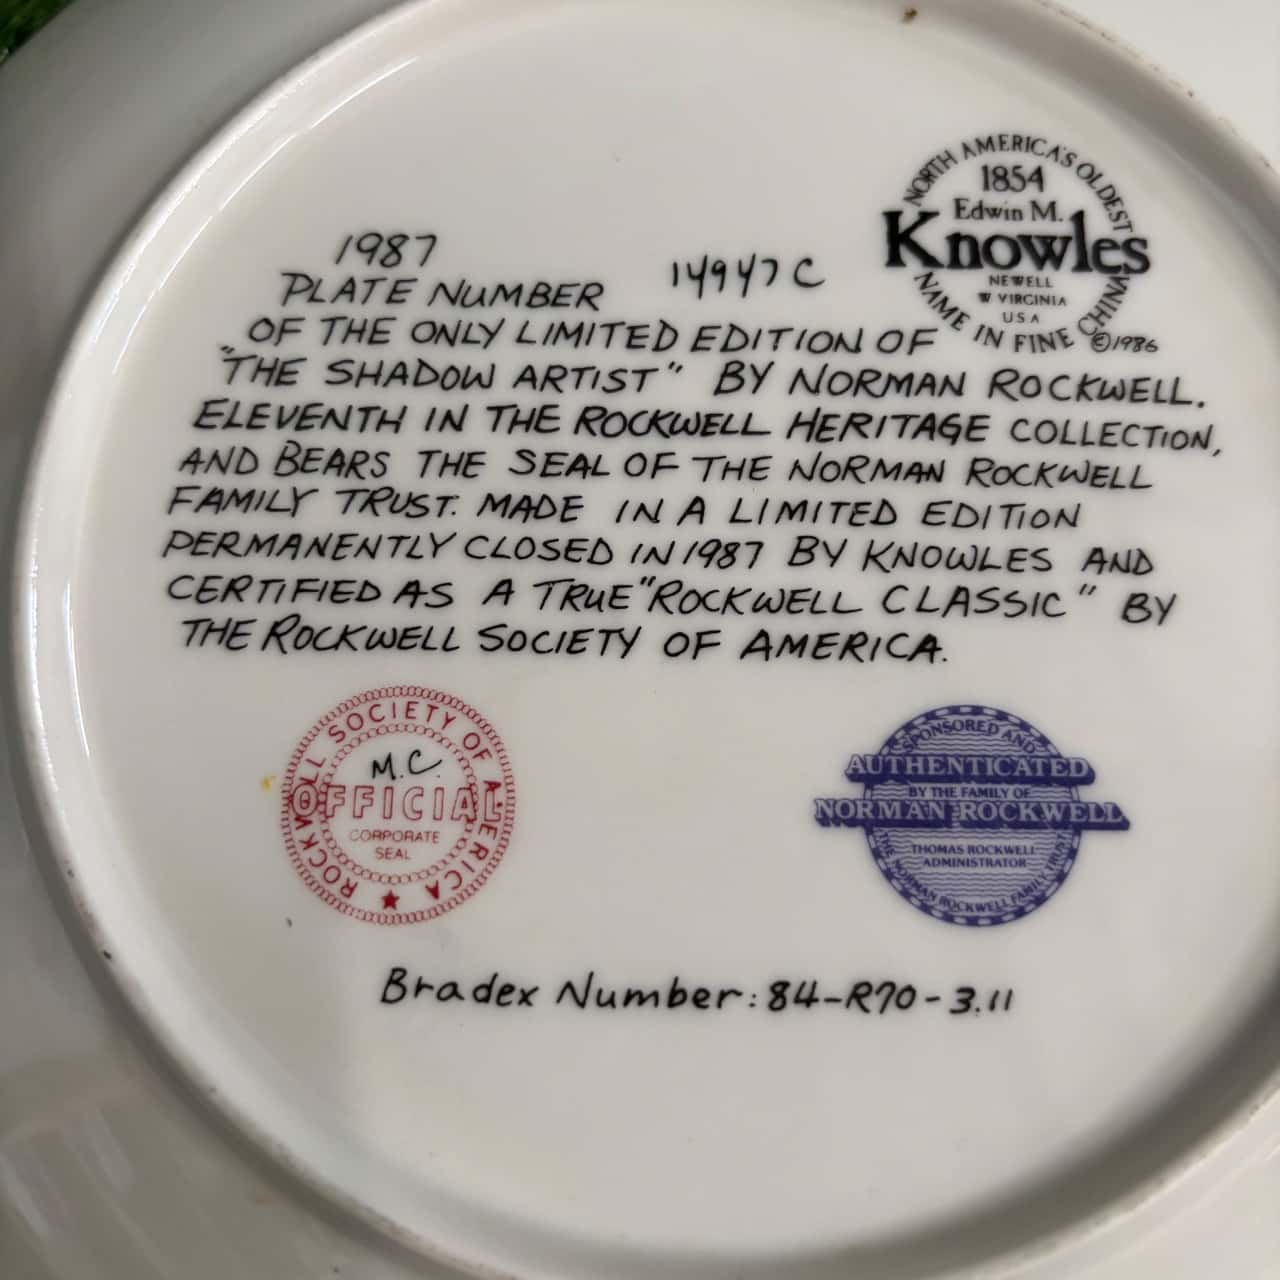 NORTH AMERICA'S OLDEST
1854
Edwin M.
Knowles
NEWELL
W VIRGINIA
USA
NAME IN FINE CHINA
©1986
1987
PLATE NUMBER 14947C
OF THE ONLY LIMITED EDITION OF
"THE SHADOW ARTIST" BY NORMAN ROCKWELL.
ELEVENTH IN THE ROCKWELL HERITAGE COLLECTION,
AND BEARS THE SEAL OF THE NORMAN ROCKWELL
FAMILY TRUST. MADE IN A LIMITED EDITION
PERMANENTLY CLOSED IN 1987 BY KNOWLES AND
CERTIFIED AS A TRUE "ROCKWELL CLASSIC" BY
THE ROCKWELL SOCIETY OF AMERICA.
ROCKWELL SOCIETY OF AMERICA
M.C.
OFFICIAL
CORPORATE
SEAL
SPONSORED AND
AUTHENTICATED
BY THE FAMILY OF
NORMAN ROCKWELL
THOMAS ROCKWELL
ADMINISTRATOR
THE NORMAN ROCKWELL FAMILY TRUST
Bradex Number: 84-R70-3.11